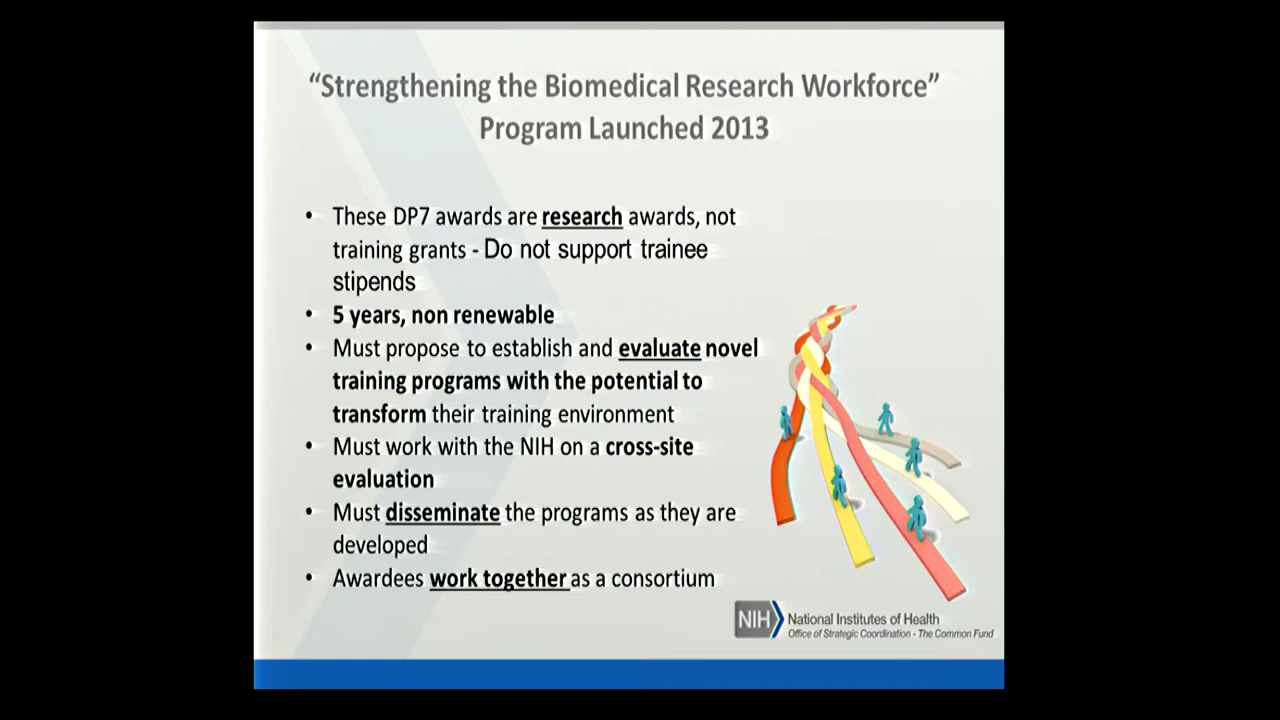 “Strengthening the Biomedical Research Workforce”
Program Launched 2013
• These DP7 awards are research awards, not
training grants - Do not support trainee
stipends
• 5 years, non renewable
• Must propose to establish and evaluate novel
training programs with the potential to
transform their training environment
• Must work with the NIH on a cross-site
evaluation
• Must disseminate the programs as they are
developed
• Awardees work together as a consortium
NIH National Institutes of Health
Office of Strategic Coordination - The Common Fund